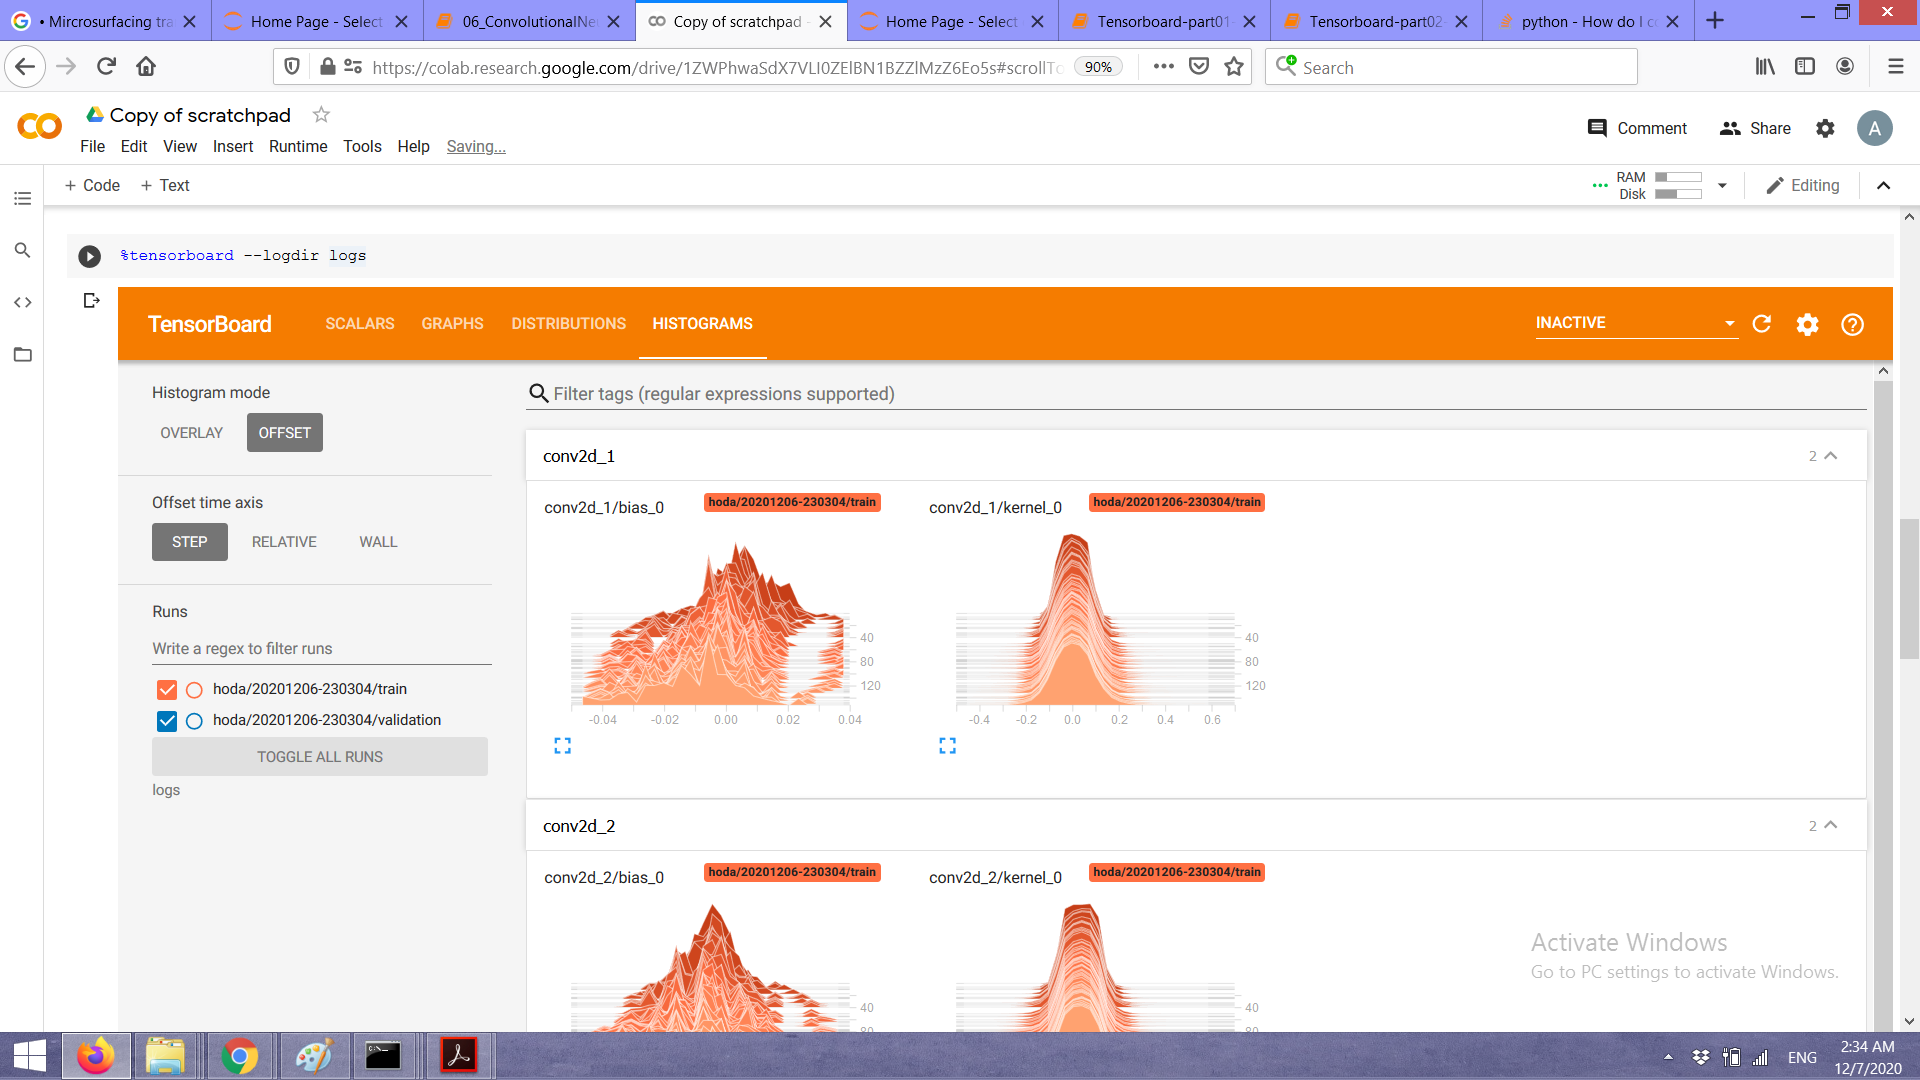 • Mircrosurfacing tra
Home Page - Select
06_ConvolutionalNe
Copy of scratchpad -
Home Page - Select
Tensorboard-part01-
Tensorboard-part02-
python - How do I c
https://colab.research.google.com/drive/1ZWPhwaSdX7VLI0ZElBN1BZZlMzZ6Eo5s#scrollTo
90%
Search
Copy of scratchpad
File Edit View Insert Runtime Tools Help Saving...
Comment
Share
A
+ Code + Text
RAM
Disk
Editing
%tensorboard --logdir logs
TensorBoard
SCALARS GRAPHS DISTRIBUTIONS HISTOGRAMS
INACTIVE
Histogram mode
OVERLAY OFFSET
Offset time axis
STEP RELATIVE WALL
Runs
Write a regex to filter runs
hoda/20201206-230304/train
hoda/20201206-230304/validation
TOGGLE ALL RUNS
logs
Filter tags (regular expressions supported)
conv2d_1
2
conv2d_1/bias_0
hoda/20201206-230304/train
40
80
120
-0.04 -0.02 0.00 0.02 0.04
conv2d_1/kernel_0
hoda/20201206-230304/train
40
80
120
-0.4 -0.2 0.0 0.2 0.4 0.6
conv2d_2
2
conv2d_2/bias_0
hoda/20201206-230304/train
40
80
conv2d_2/kernel_0
hoda/20201206-230304/train
40
80
Activate Windows
Go to PC settings to activate Windows.
ENG
2:34 AM
12/7/2020